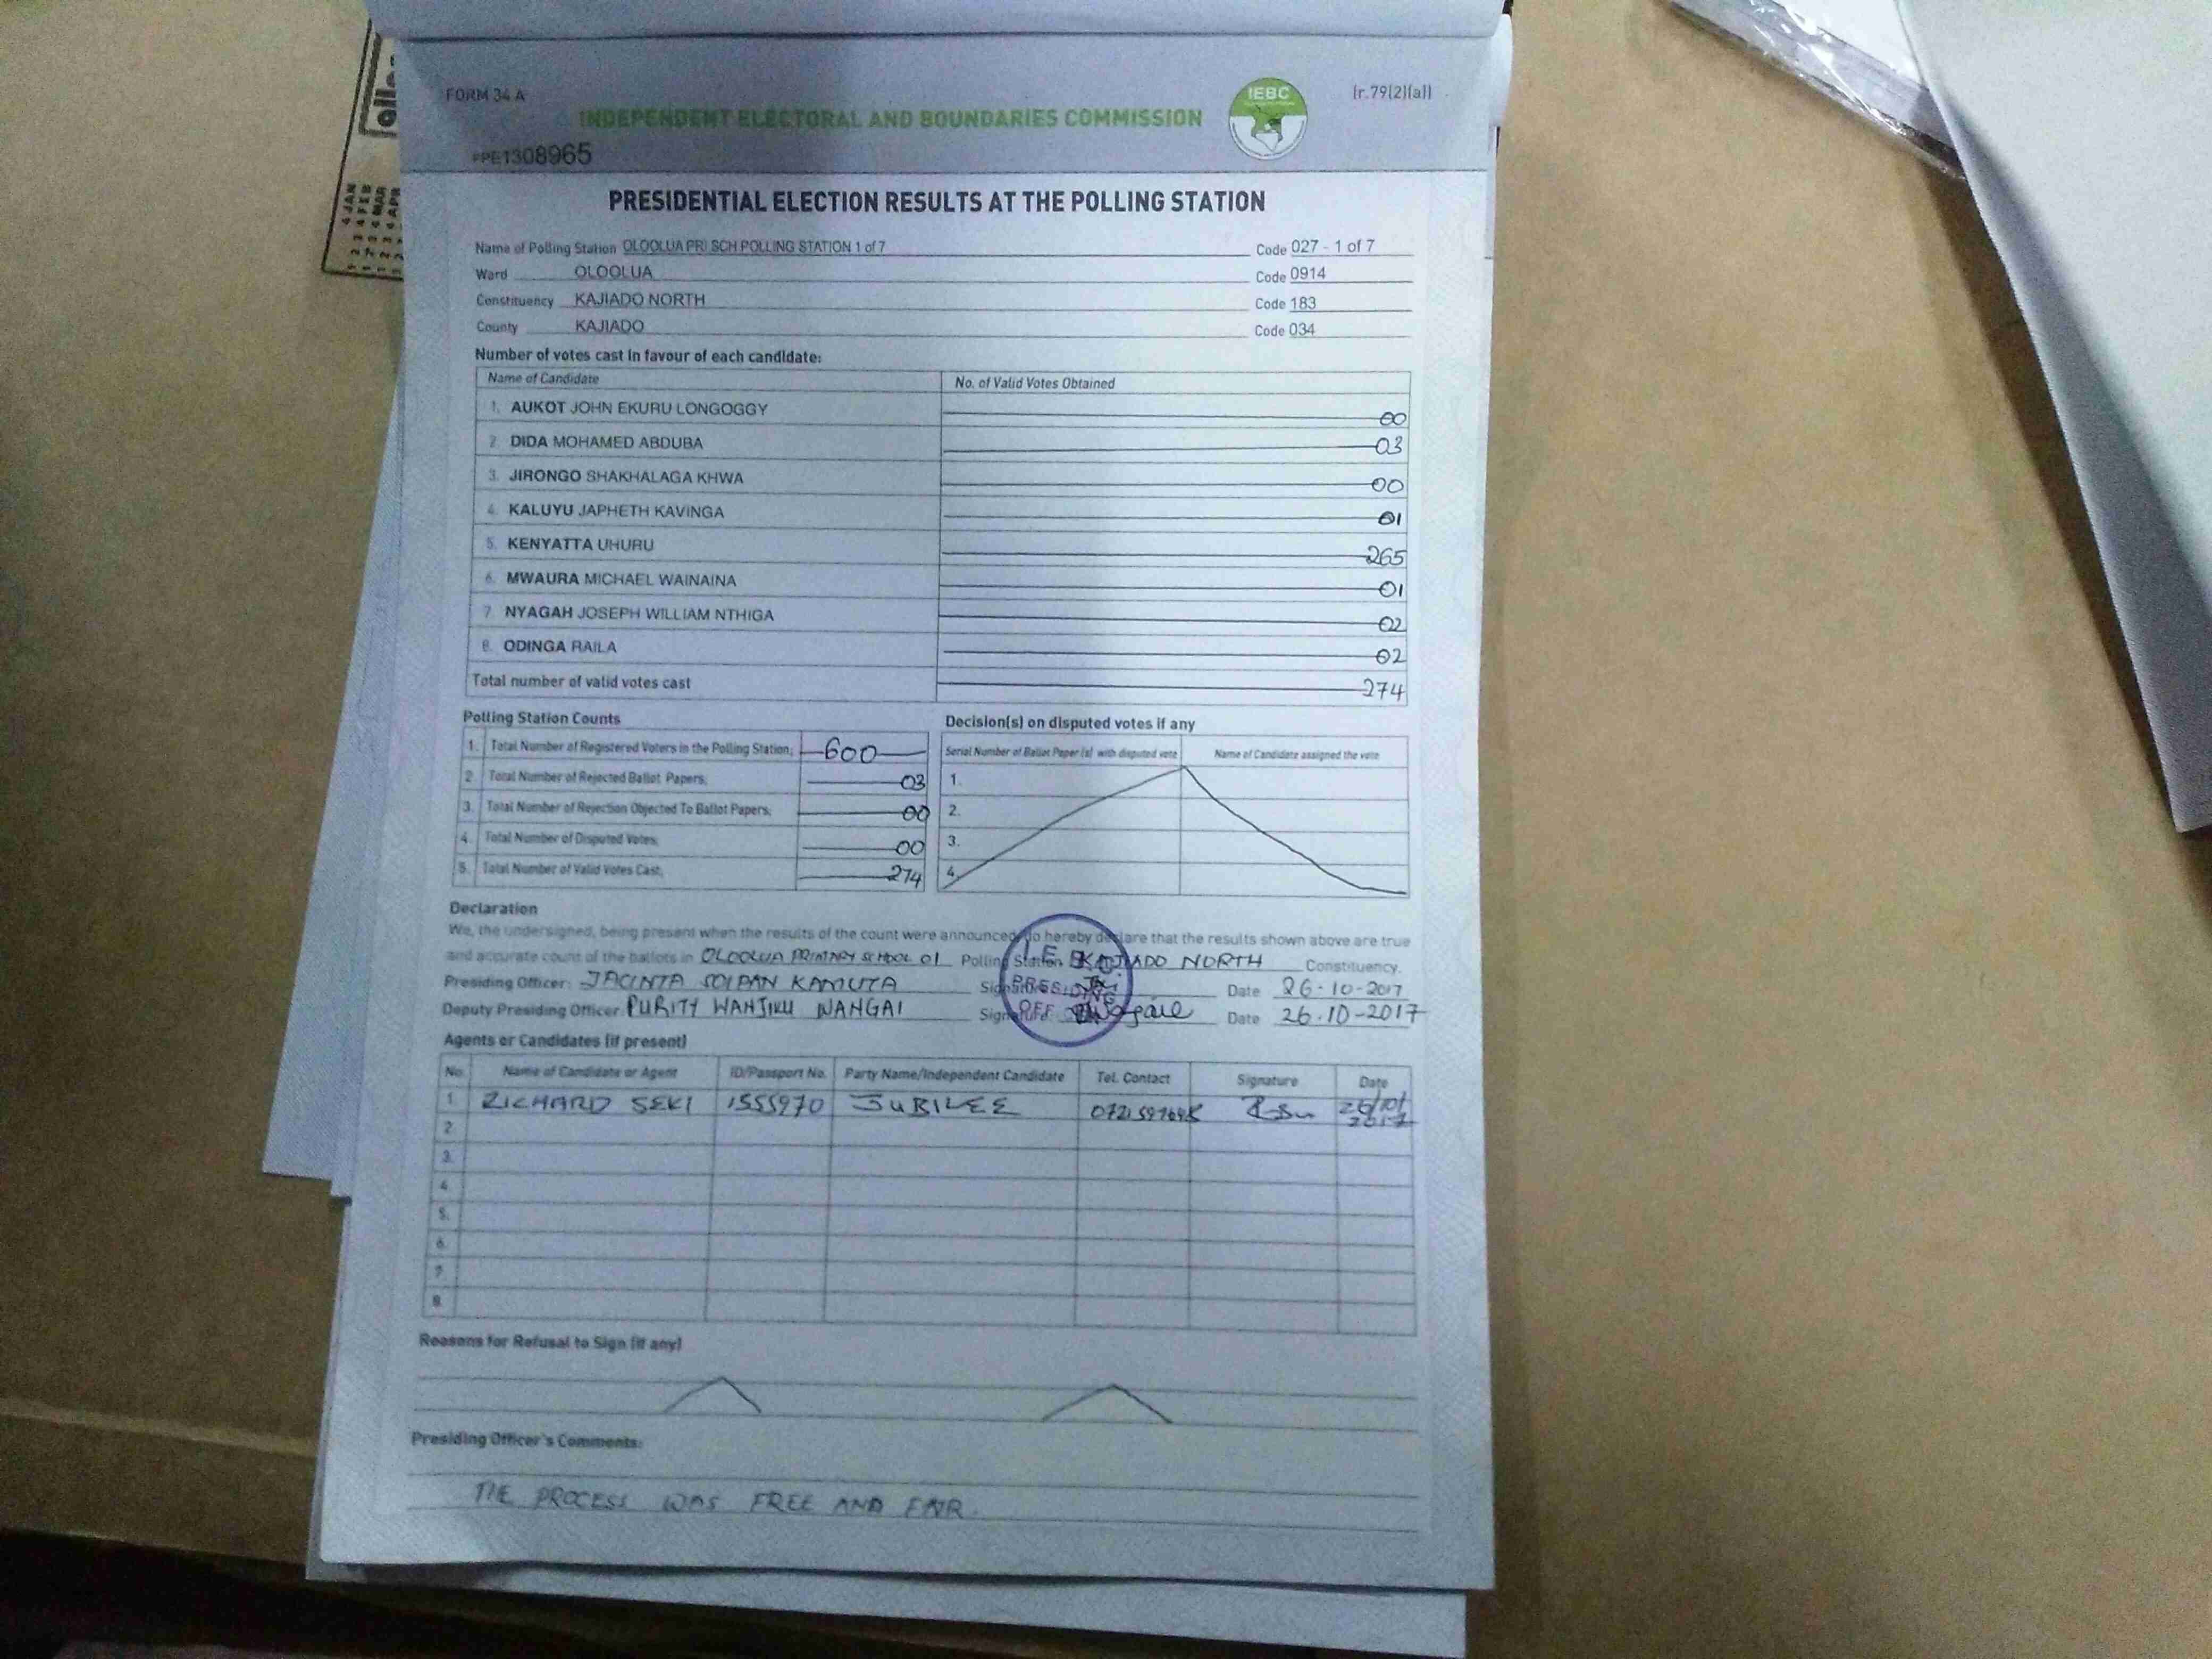 FORM 34 A
(r.79(2)(a))
INDEPENDENT ELECTORAL AND BOUNDARIES COMMISSION
IEBC
PPE1308965
PRESIDENTIAL ELECTION RESULTS AT THE POLLING STATION
Name of Polling Station OLOOLUA PRI SCH POLLING STATION 1 of 7 Code 027 - 1 of 7
Ward OLOOLUA Code 0914
Constituency KAJIADO NORTH Code 183
County KAJIADO Code 034
Number of votes cast in favour of each candidate:
Name of Candidate No. of Valid Votes Obtained
1. AUKOT JOHN EKURU LONGOGGY 00
2. DIDA MOHAMED ABDUBA 03
3. JIRONGO SHAKHALAGA KHWA 00
4. KALUYU JAPHETH KAVINGA 01
5. KENYATTA UHURU 265
6. MWAURA MICHAEL WAINAINA 01
7. NYAGAH JOSEPH WILLIAM NTHIGA 02
8. ODINGA RAILA 02
Total number of valid votes cast 274
Polling Station Counts
1. Total Number of Registered Voters in the Polling Station; 600
2. Total Number of Rejected Ballot Papers; 03
3. Total Number of Rejection Objected To Ballot Papers; 00
4. Total Number of Disputed Votes; 00
5. Total Number of Valid Votes Cast; 274
Decision(s) on disputed votes if any
Serial Number of Ballot Paper (s) with disputed vote Name of Candidate assigned the vote
1.
2.
3.
4.
Declaration
We, the undersigned, being present when the results of the count were announced, do hereby declare that the results shown above are true
and accurate count of the ballots in OLOOLUA PRIMARY SCHOOL 01 Polling Station KAJIADO NORTH Constituency.
Presiding Officer: JACINTA SOIPAN KAMUTA Signature: Date 26-10-2017
Deputy Presiding Officer: PURITY WANJIKU WANGAI Signature: Date 26.10-2017
Agents or Candidates (if present)
No. Name of Candidate or Agent ID/Passport No. Party Name/Independent Candidate Tel. Contact Signature Date
1. RICHARD SEKI 1555970 JUBILEE 26/10/
2017
2.
3.
4.
5.
6.
7.
8.
Reasons for Refusal to Sign (if any)
Presiding Officer's Comments:
THE PROCESS WAS FREE AND FAIR.